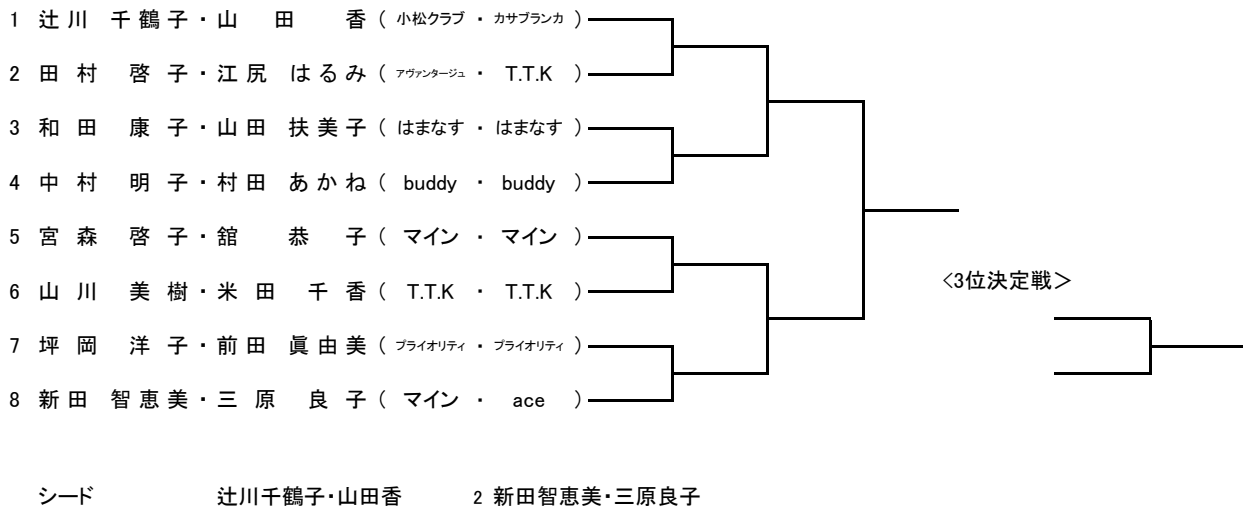 1 辻川 千鶴子・山田 香 ( 小松クラブ ・ カサブランカ )
2 田村 啓子・江尻 はるみ ( アヴァンタージュ ・ T.T.K )
3 和田 康子・山田 扶美子 ( はまなす ・ はまなす )
4 中村 明子・村田 あかね ( buddy ・ buddy )
5 宮森 啓子・舘 恭子 ( マイン ・ マイン )
<3位決定戦>
6 山川 美樹・米田 千香 ( T.T.K ・ T.T.K )
7 坪岡 洋子・前田 眞由美 ( プライオリティ ・ プライオリティ )
8 新田 智恵美・三原 良子 ( マイン ・ ace )
シード 辻川千鶴子・山田香 2 新田智恵美・三原良子